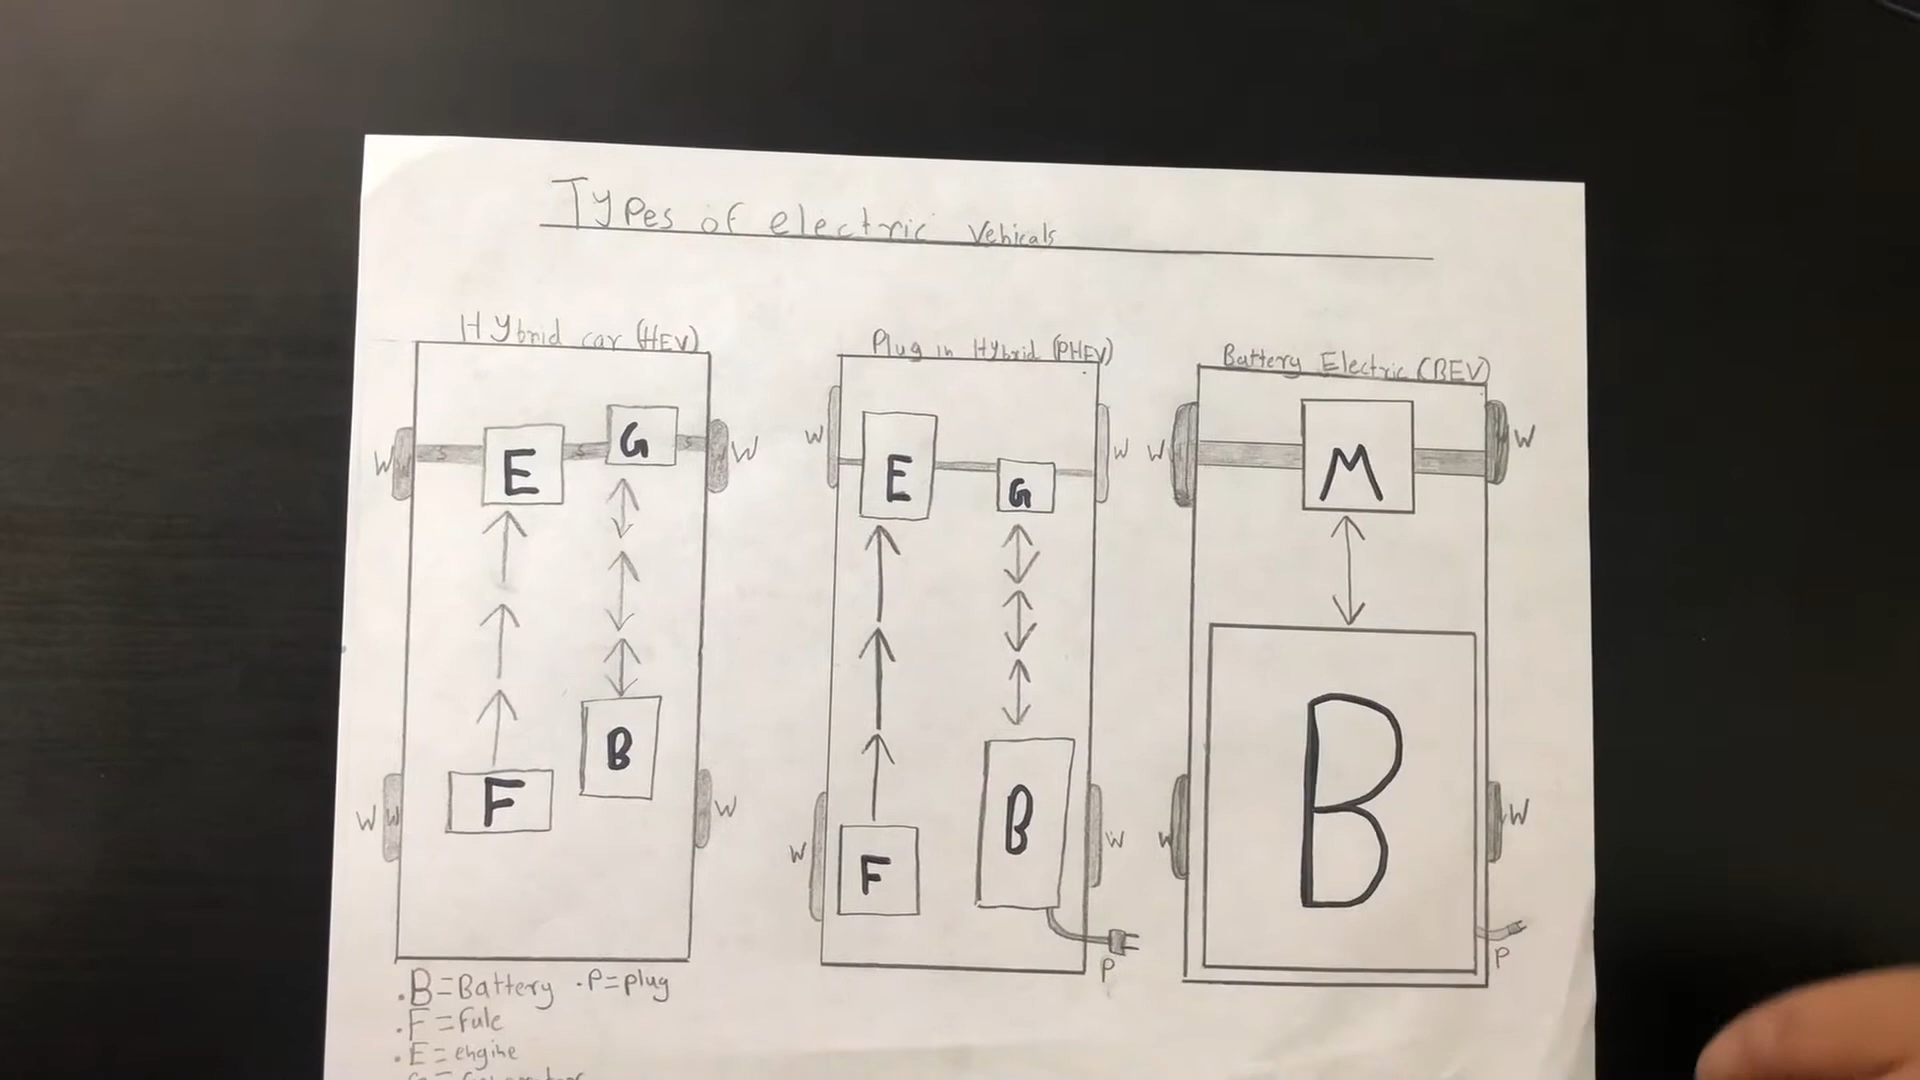 Types of electric Vehicals
Hybrid car (HEV)
Plug in Hybrid (PHEV)
Battery Electric (BEV)
W S E S G S W
W E G W
W M W
B
F
W W
W
W
F
B
W
P
W
B
W
P
.B=Battery .P=plug
.F=fule
.E=engine